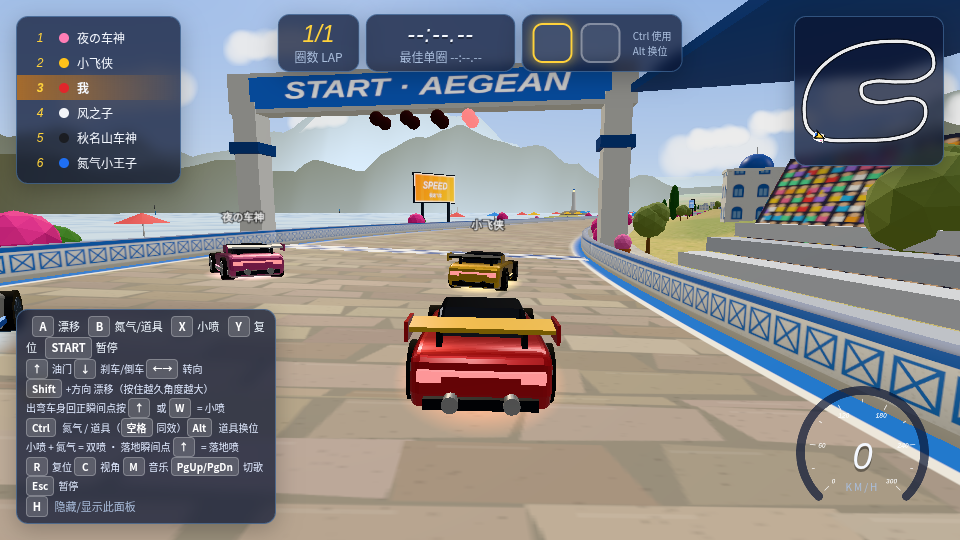 1 夜の车神
2 小飞侠
3 我
4 风之子
5 秋名山车神
6 氮气小王子
1/1
圈数 LAP
--:--.--
最佳单圈 --:--.--
Ctrl 使用
Alt 换位
START · AEGEAN
SPEED
夜の车神
小飞侠
A 漂移 B 氮气/道具 X 小喷 Y 复
位 START 暂停
↑ 油门 ↓ 刹车/倒车 ←→ 转向
Shift +方向 漂移（按住越久角度越大）
出弯车身回正瞬间点按 ↑ 或 W = 小喷
Ctrl 氮气 / 道具（空格 同效） Alt 道具换位
小喷 + 氮气 = 双喷 · 落地瞬间点 ↑ = 落地喷
R 复位 C 视角 M 音乐 PgUp/PgDn 切歌
Esc 暂停
H 隐藏/显示此面板
0
60
180
300
0
KM/H